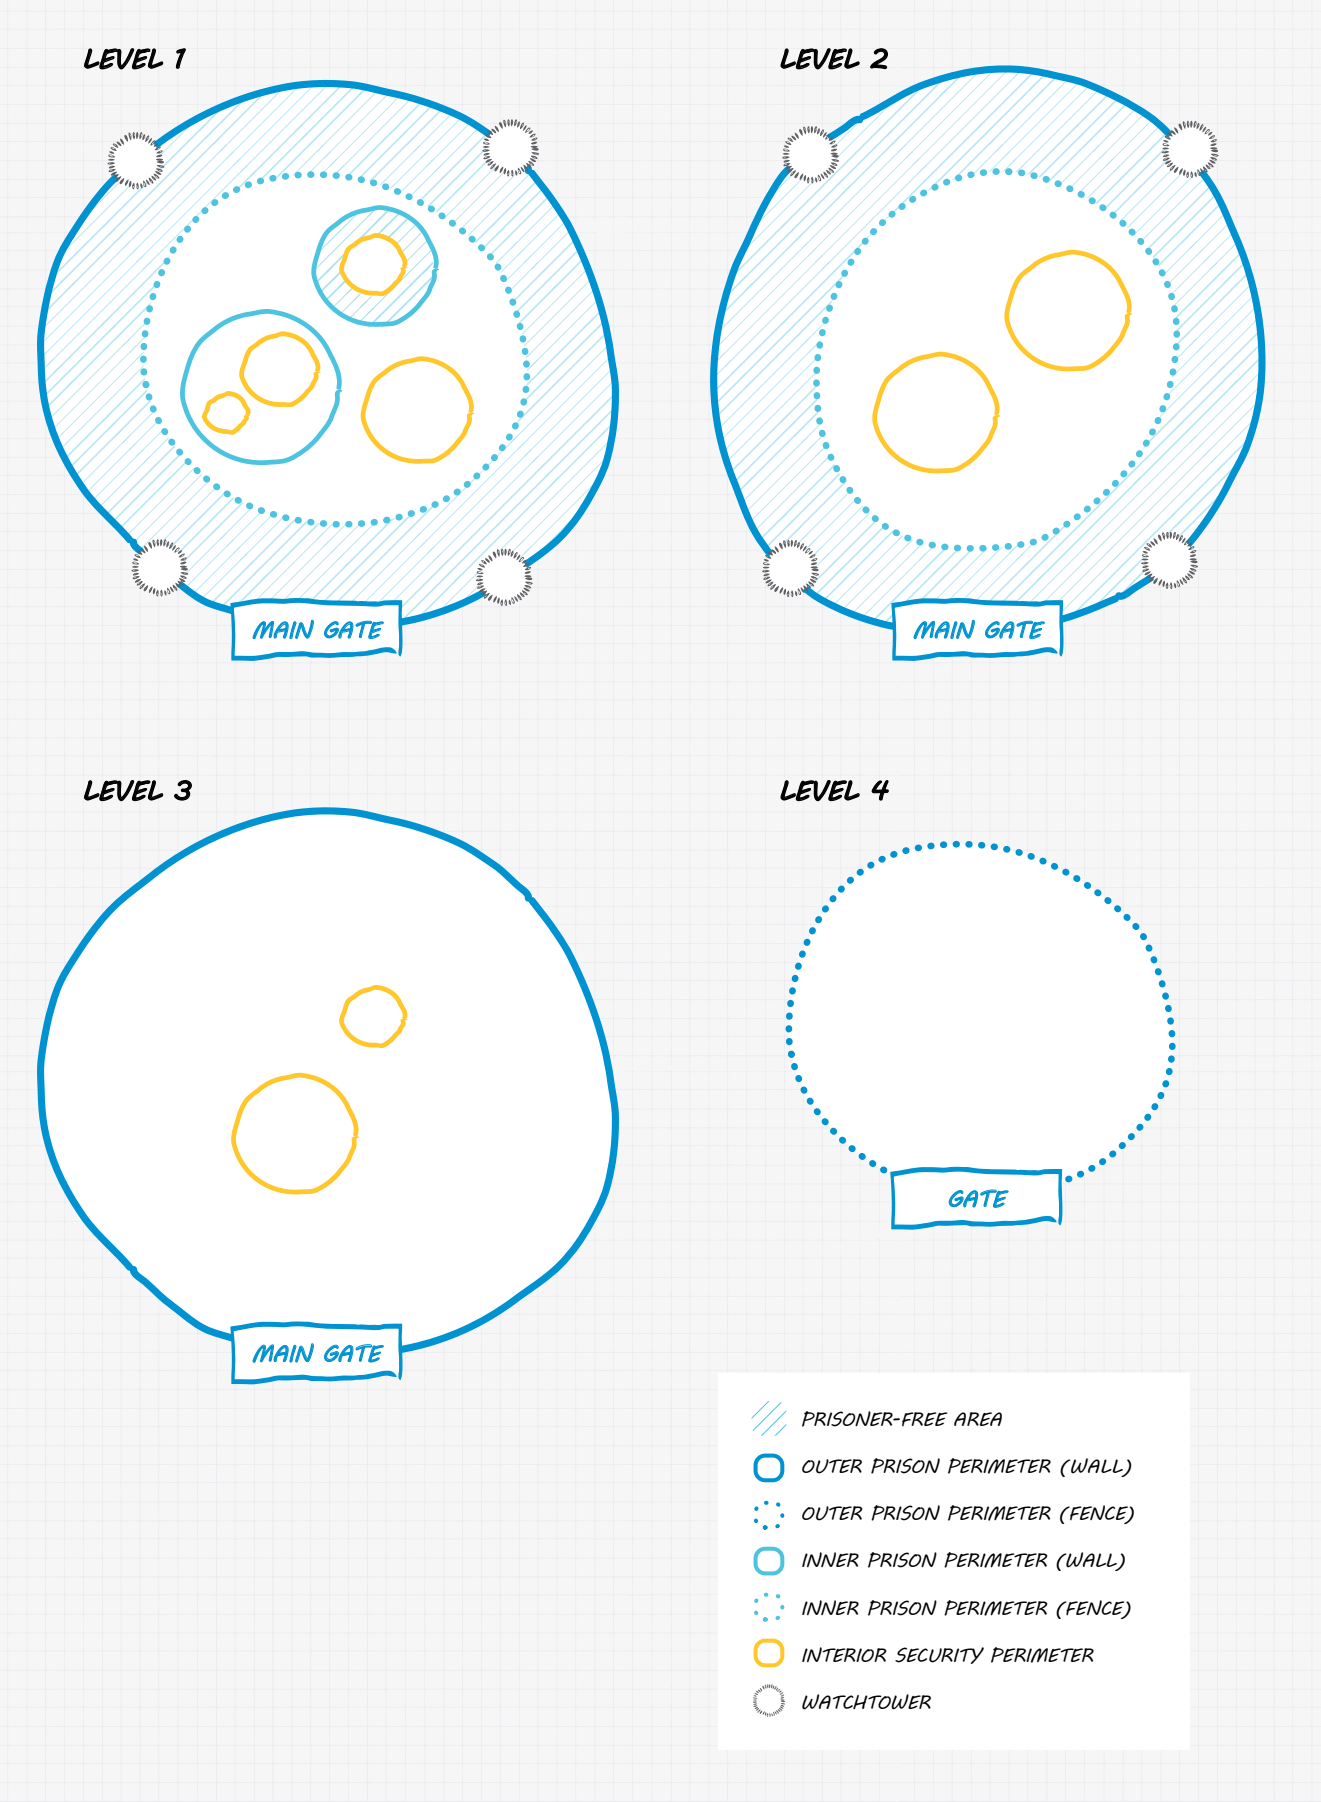 LEVEL 1
LEVEL 2
MAIN GATE
MAIN GATE
LEVEL 3
LEVEL 4
GATE
MAIN GATE
PRISONER-FREE AREA
OUTER PRISON PERIMETER (WALL)
OUTER PRISON PERIMETER (FENCE)
INNER PRISON PERIMETER (WALL)
INNER PRISON PERIMETER (FENCE)
INTERIOR SECURITY PERIMETER
WATCHTOWER